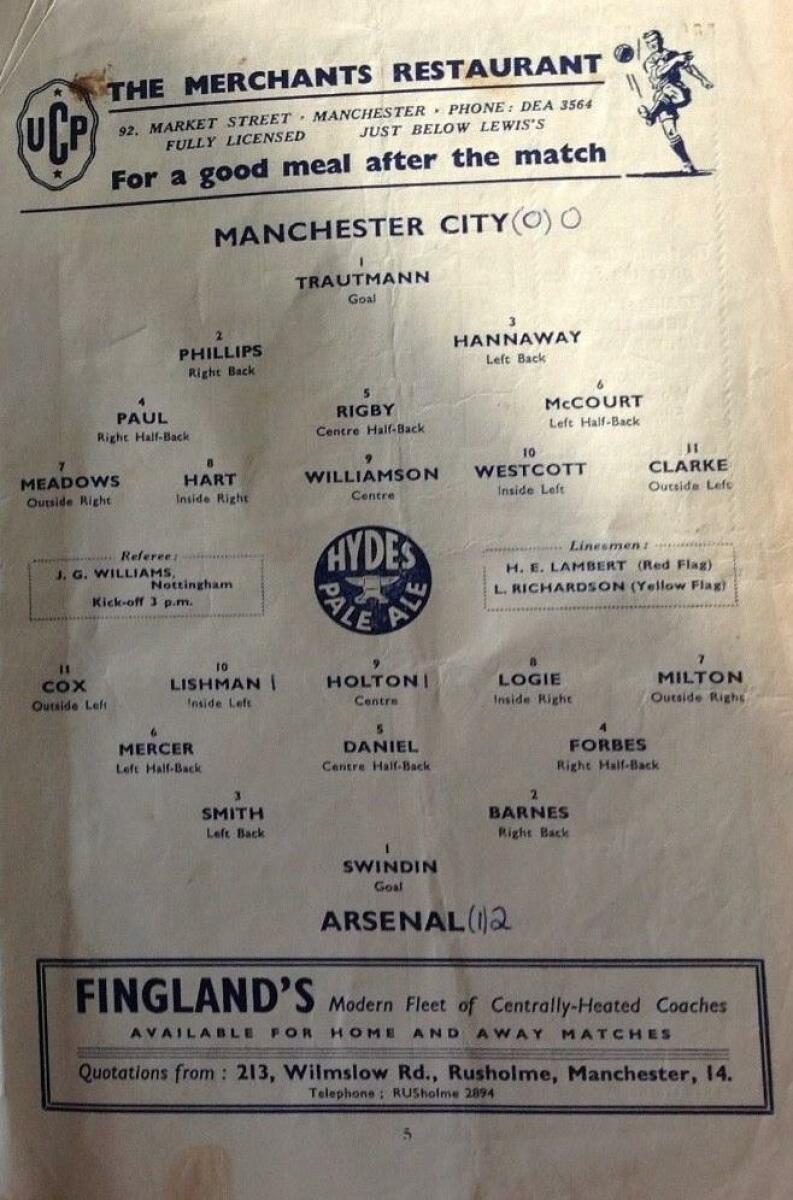 UCP
THE MERCHANTS RESTAURANT
92, MARKET STREET · MANCHESTER · PHONE: DEA 3564
FULLY LICENSED JUST BELOW LEWIS'S
For a good meal after the match
MANCHESTER CITY (0) 0
1
TRAUTMANN
Goal
2 3
PHILLIPS HANNAWAY
Right Back Left Back
4 5 6
PAUL RIGBY McCOURT
Right Half-Back Centre Half-Back Left Half-Back
7 8 9 10 11
MEADOWS HART WILLIAMSON WESTCOTT CLARKE
Outside Right Inside Right Centre Inside Left Outside Left
Referee:
J. G. WILLIAMS,
Nottingham
Kick-off 3 p.m.
HYDES
PALE ALE
Linesmen:
H. E. LAMBERT (Red Flag)
L. RICHARDSON (Yellow Flag)
11 10 9 8 7
COX LISHMAN 1 HOLTON 1 LOGIE MILTON
Outside Left Inside Left Centre Inside Right Outside Right
6 5 4
MERCER DANIEL FORBES
Left Half-Back Centre Half-Back Right Half-Back
3 2
SMITH BARNES
Left Back Right Back
1
SWINDIN
Goal
ARSENAL (1) 2
FINGLAND'S Modern Fleet of Centrally-Heated Coaches
AVAILABLE FOR HOME AND AWAY MATCHES
Quotations from : 213, Wilmslow Rd., Rusholme, Manchester, 14.
Telephone : RUSholme 2894
5